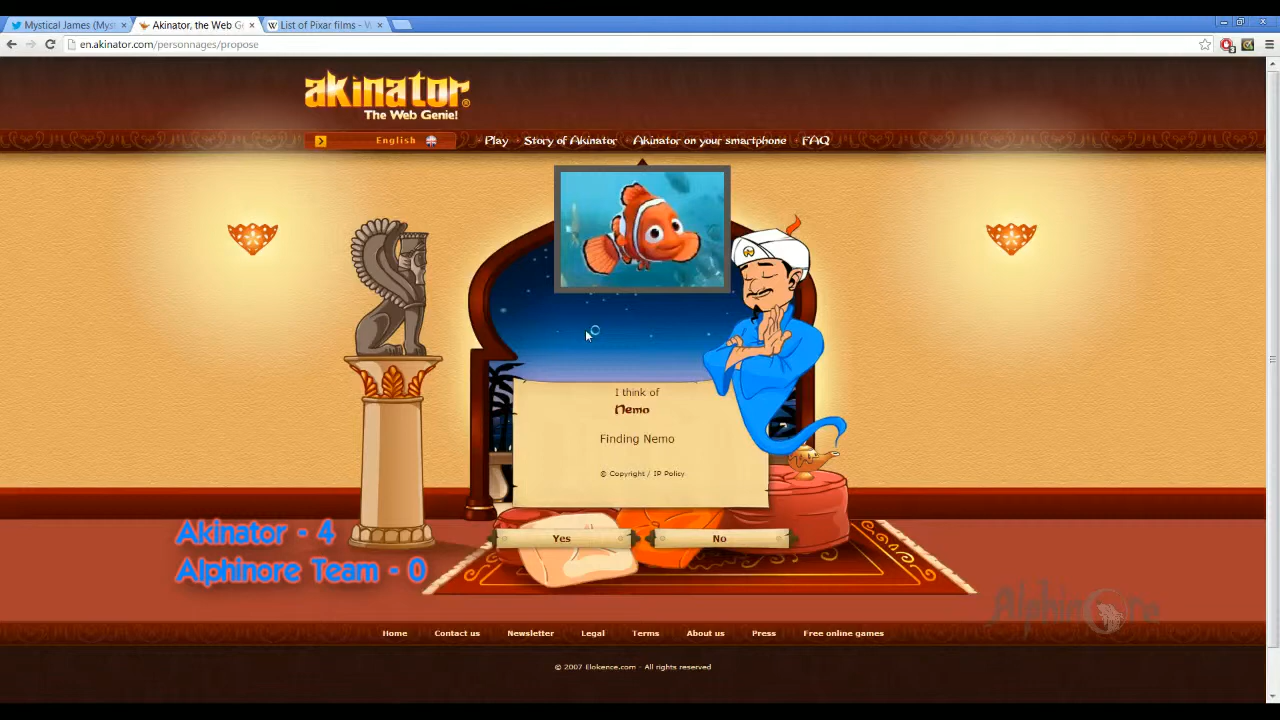 Mystical James (Mys
Akinator, the Web Ge
List of Pixar films - W
en.akinator.com/personnages/propose
akinator®
The Web Genie!
English
Play
Story of Akinator
Akinator on your smartphone
FAQ
I think of
Nemo
Finding Nemo
© Copyright / IP Policy
Yes
No
Akinator - 4
Alphinore Team - 0
Alphinore
Home
Contact us
Newsletter
Legal
Terms
About us
Press
Free online games
© 2007 Elokence.com - All rights reserved